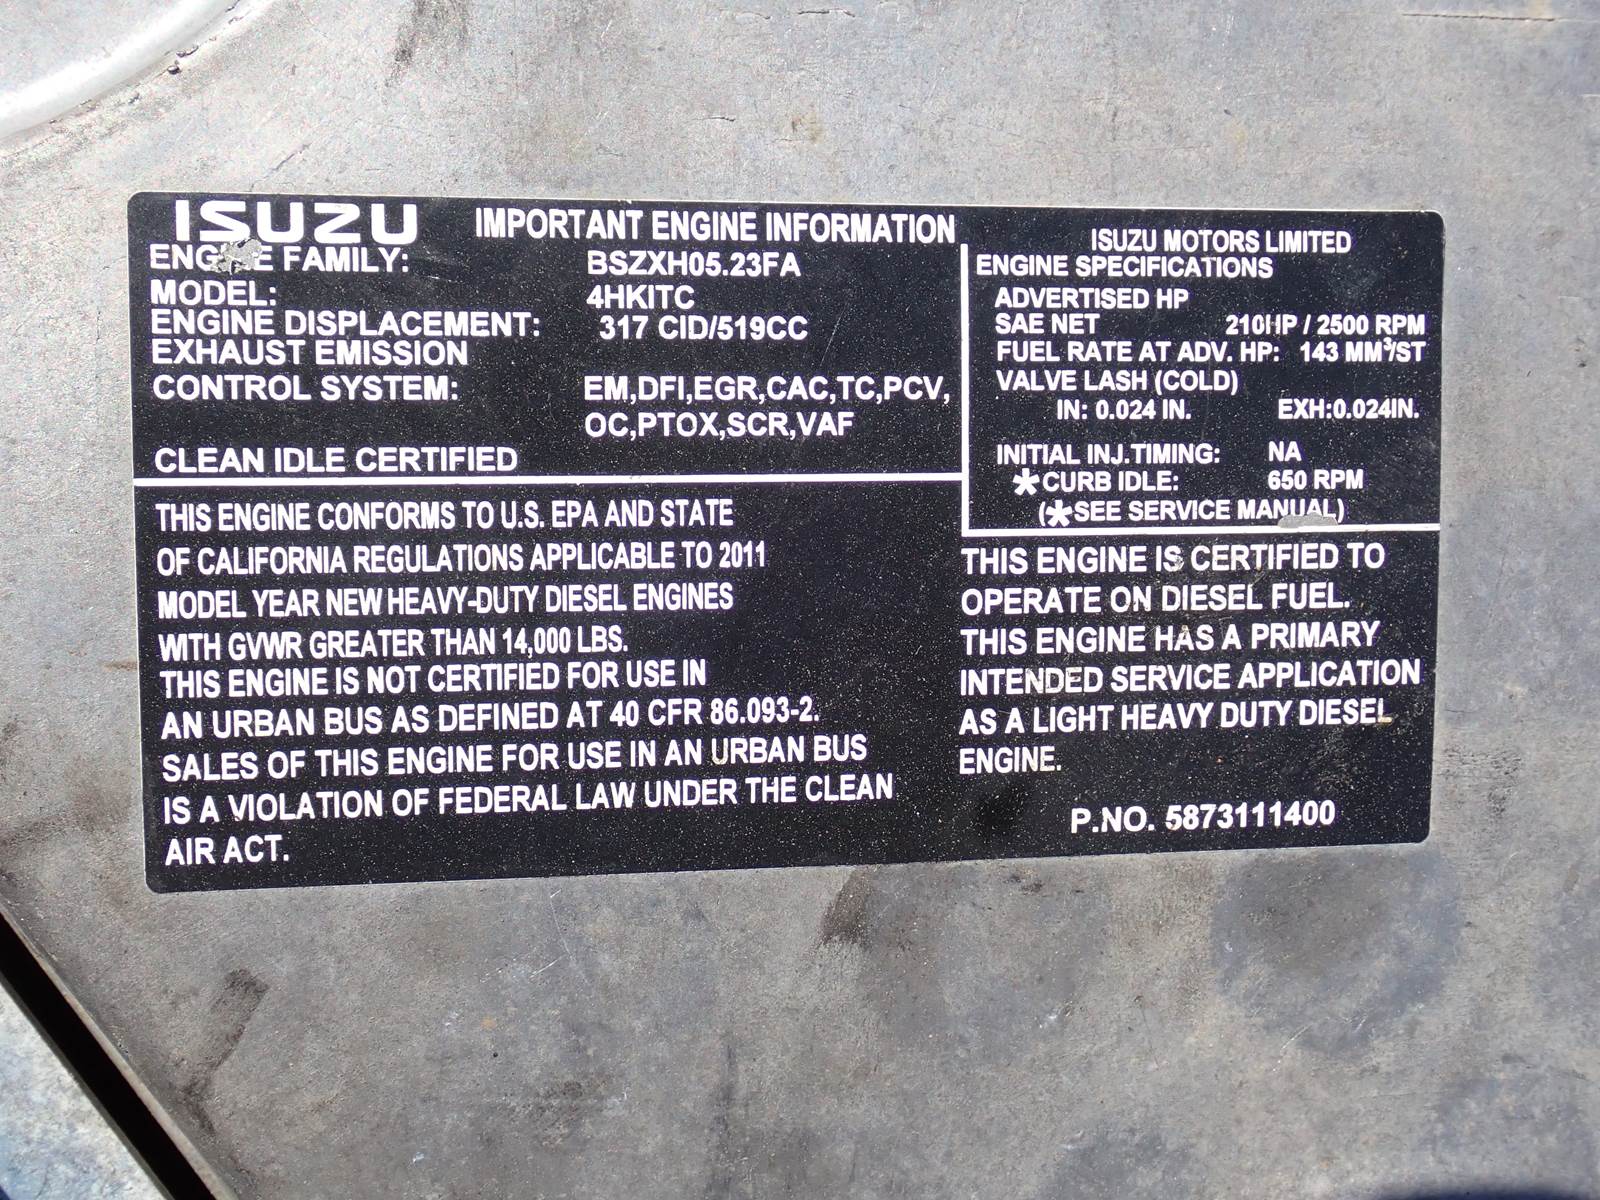 ISUZU IMPORTANT ENGINE INFORMATION
ENGINE FAMILY: BSZXH05.23FA
MODEL: 4HKITC
ENGINE DISPLACEMENT: 317 CID/519CC
EXHAUST EMISSION
CONTROL SYSTEM: EM,DFI,EGR,CAC,TC,PCV,
OC,PTOX,SCR,VAF
CLEAN IDLE CERTIFIED
ISUZU MOTORS LIMITED
ENGINE SPECIFICATIONS
ADVERTISED HP
SAE NET 210HP / 2500 RPM
FUEL RATE AT ADV. HP: 143 MM³/ST
VALVE LASH (COLD)
IN: 0.024 IN. EXH:0.024IN.
INITIAL INJ.TIMING: NA
*CURB IDLE: 650 RPM
(*SEE SERVICE MANUAL)
THIS ENGINE CONFORMS TO U.S. EPA AND STATE
OF CALIFORNIA REGULATIONS APPLICABLE TO 2011
MODEL YEAR NEW HEAVY-DUTY DIESEL ENGINES
WITH GVWR GREATER THAN 14,000 LBS.
THIS ENGINE IS NOT CERTIFIED FOR USE IN
AN URBAN BUS AS DEFINED AT 40 CFR 86.093-2.
SALES OF THIS ENGINE FOR USE IN AN URBAN BUS
IS A VIOLATION OF FEDERAL LAW UNDER THE CLEAN
AIR ACT.
THIS ENGINE IS CERTIFIED TO
OPERATE ON DIESEL FUEL.
THIS ENGINE HAS A PRIMARY
INTENDED SERVICE APPLICATION
AS A LIGHT HEAVY DUTY DIESEL
ENGINE.
P.NO. 5873111400